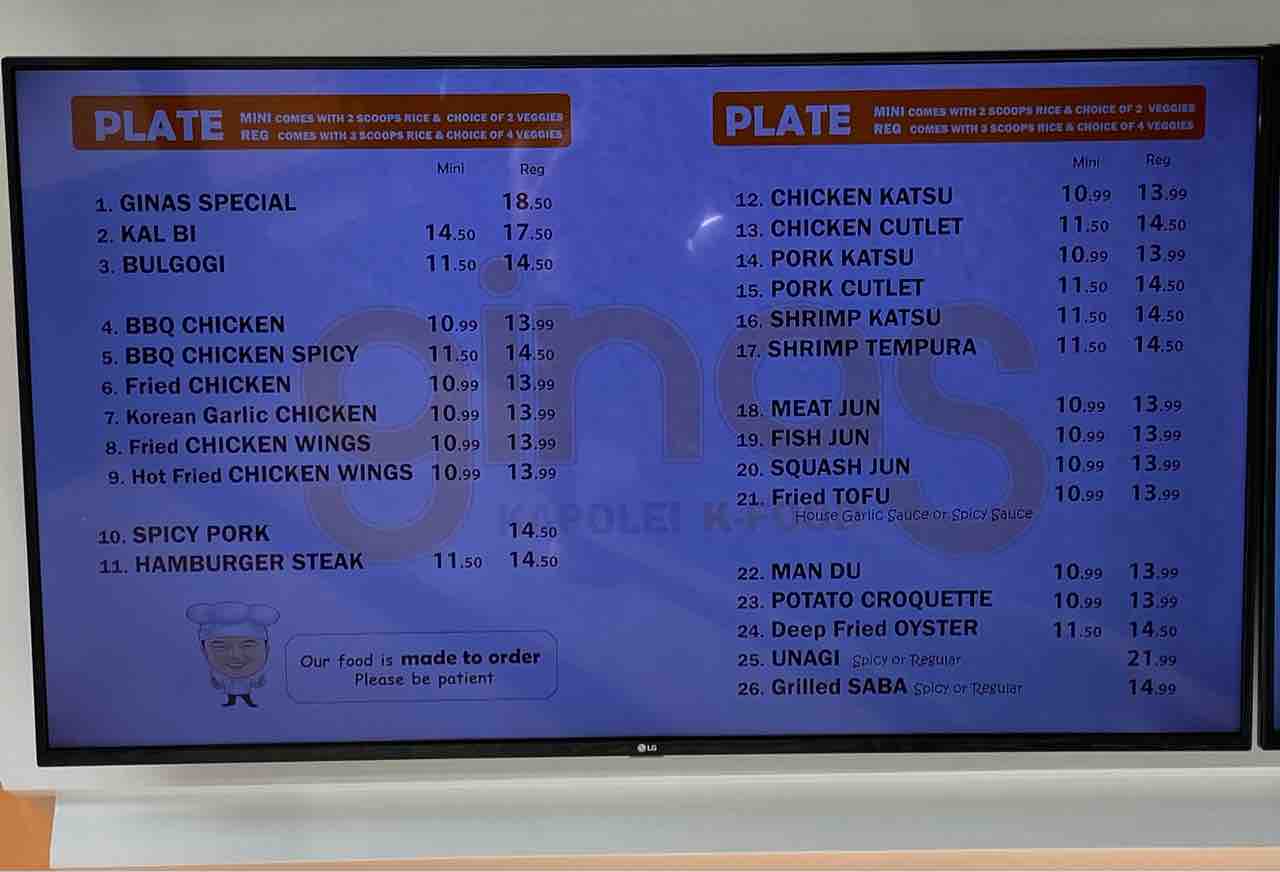 PLATE MINI COMES WITH 2 SCOOPS RICE & CHOICE OF 2 VEGGIES
REG COMES WITH 3 SCOOPS RICE & CHOICE OF 4 VEGGIES
Mini Reg
1. GINAS SPECIAL 18.50
2. KAL BI 14.50 17.50
3. BULGOGI 11.50 14.50
4. BBQ CHICKEN 10.99 13.99
5. BBQ CHICKEN SPICY 11.50 14.50
6. Fried CHICKEN 10.99 13.99
7. Korean Garlic CHICKEN 10.99 13.99
8. Fried CHICKEN WINGS 10.99 13.99
9. Hot Fried CHICKEN WINGS 10.99 13.99
10. SPICY PORK 14.50
11. HAMBURGER STEAK 11.50 14.50
Our food is made to order
Please be patient
PLATE MINI COMES WITH 2 SCOOPS RICE & CHOICE OF 2 VEGGIES
REG COMES WITH 3 SCOOPS RICE & CHOICE OF 4 VEGGIES
Mini Reg
12. CHICKEN KATSU 10.99 13.99
13. CHICKEN CUTLET 11.50 14.50
14. PORK KATSU 10.99 13.99
15. PORK CUTLET 11.50 14.50
16. SHRIMP KATSU 11.50 14.50
17. SHRIMP TEMPURA 11.50 14.50
18. MEAT JUN 10.99 13.99
19. FISH JUN 10.99 13.99
20. SQUASH JUN 10.99 13.99
21. Fried TOFU 10.99 13.99
House Garlic Sauce or Spicy Sauce
22. MAN DU 10.99 13.99
23. POTATO CROQUETTE 10.99 13.99
24. Deep Fried OYSTER 11.50 14.50
25. UNAGI Spicy or Regular 21.99
26. Grilled SABA Spicy or Regular 14.99
ginas
KAPOLEI
LG